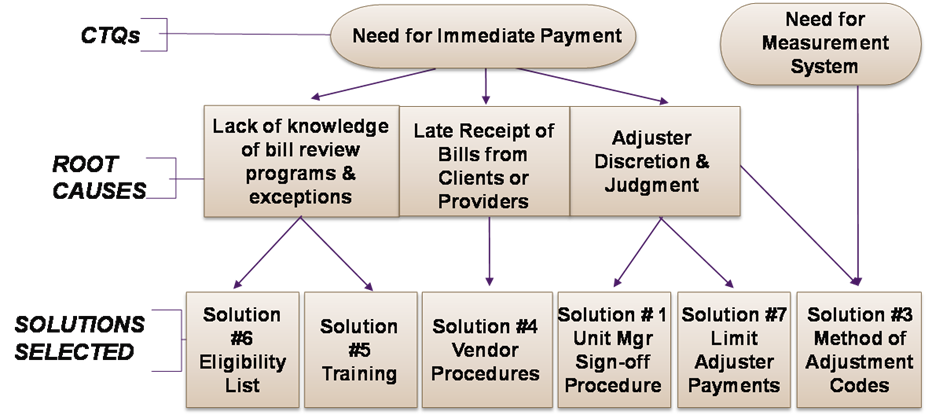 CTQs
Need for Immediate Payment
Need for
Measurement
System
ROOT
CAUSES
Lack of knowledge
of bill review
programs &
exceptions
Late Receipt of
Bills from
Clients or
Providers
Adjuster
Discretion &
Judgment
SOLUTIONS
SELECTED
Solution
#6
Eligibility
List
Solution
#5
Training
Solution #4
Vendor
Procedures
Solution # 1
Unit Mgr
Sign-off
Procedure
Solution #7
Limit
Adjuster
Payments
Solution #3
Method of
Adjustment
Codes